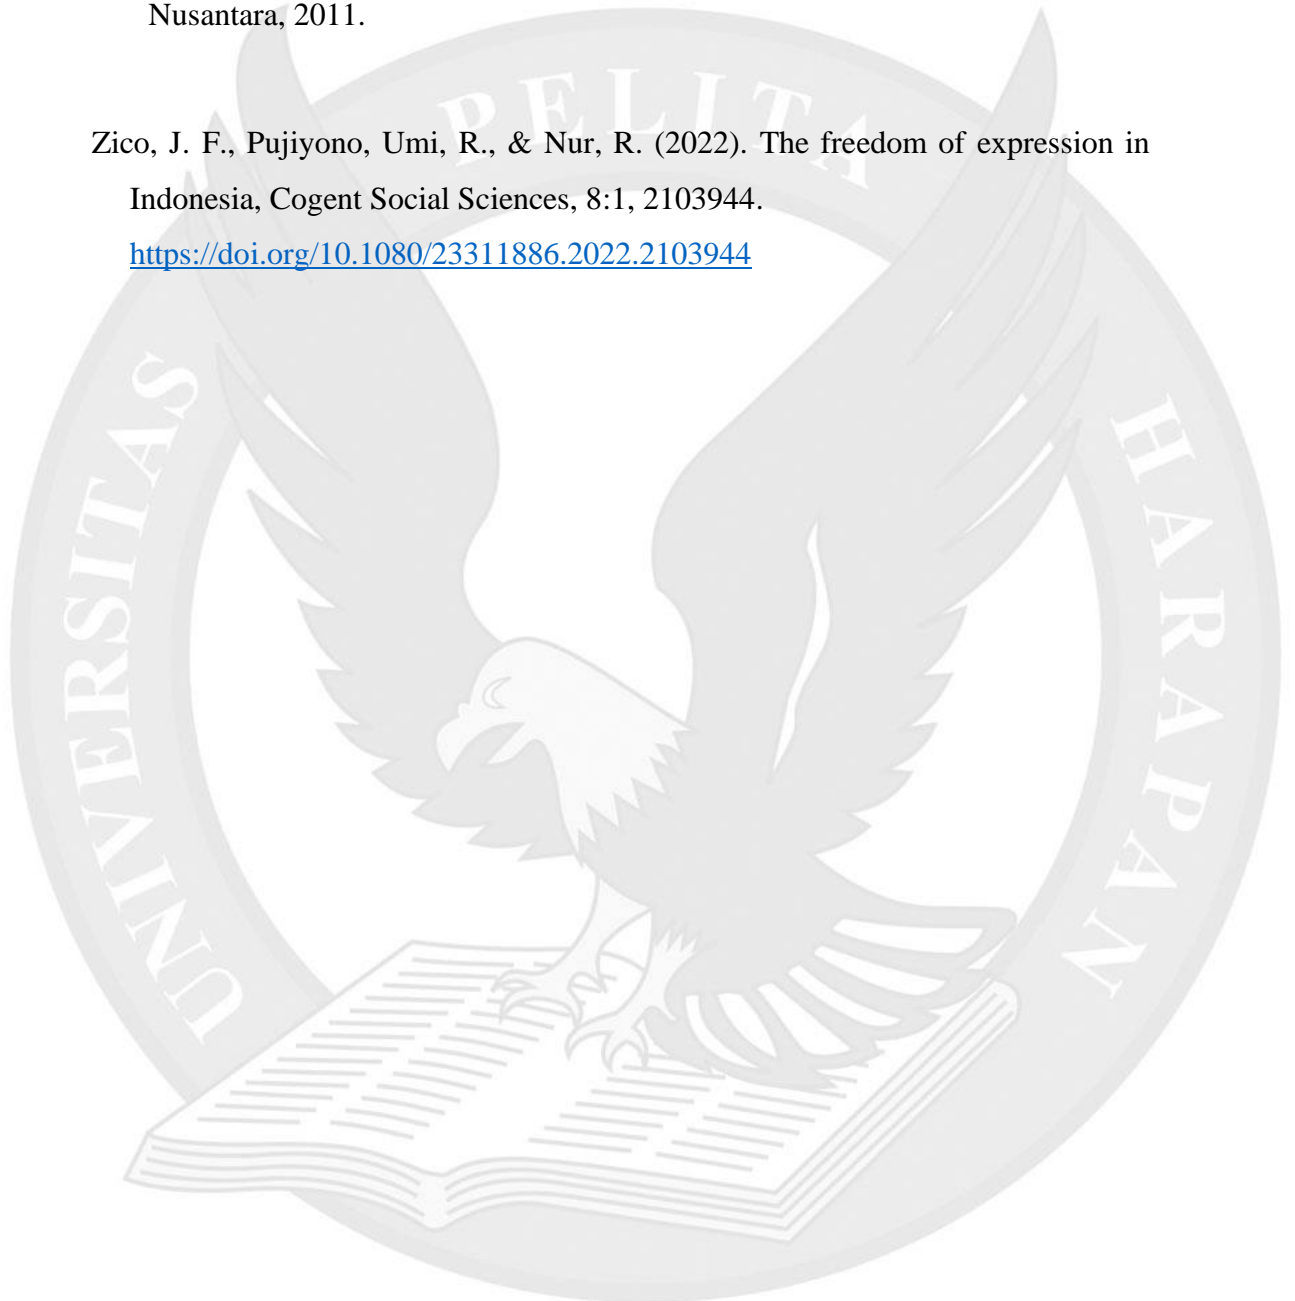 Nusantara, 2011.
Zico, J. F., Pujiyono, Umi, R., & Nur, R. (2022). The freedom of expression in
Indonesia, Cogent Social Sciences, 8:1, 2103944.
https://doi.org/10.1080/23311886.2022.2103944
UNIVERSITAS PELITA HARAPAN